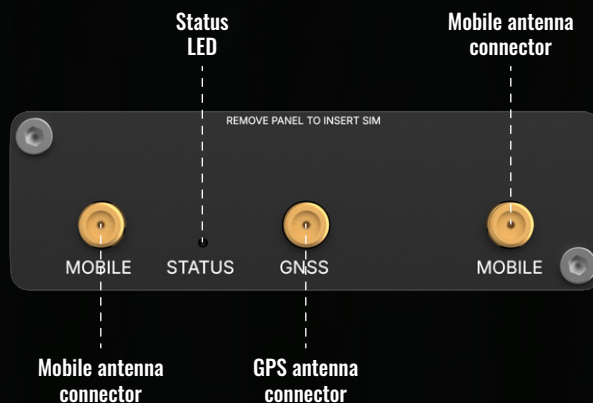 Status
LED
Mobile antenna
connector
REMOVE PANEL TO INSERT SIM
MOBILE
STATUS
GNSS
MOBILE
Mobile antenna
connector
GPS antenna
connector